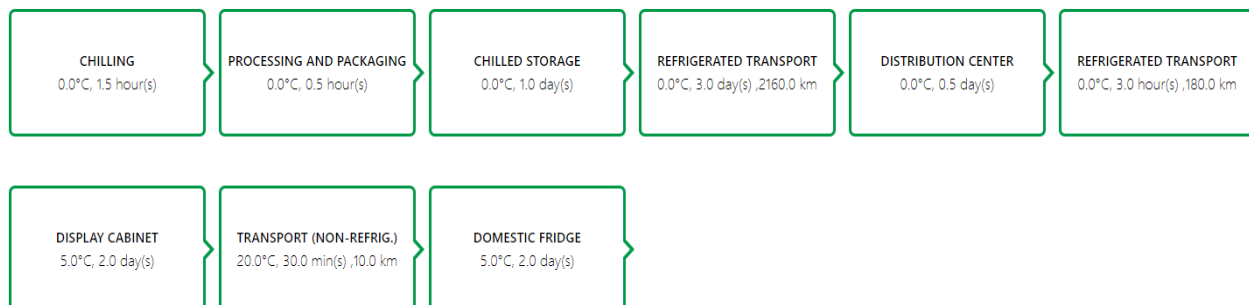 CHILLING
0.0°C, 1.5 hour(s)
PROCESSING AND PACKAGING
0.0°C, 0.5 hour(s)
CHILLED STORAGE
0.0°C, 1.0 day(s)
REFRIGERATED TRANSPORT
0.0°C, 3.0 day(s) ,2160.0 km
DISTRIBUTION CENTER
0.0°C, 0.5 day(s)
REFRIGERATED TRANSPORT
0.0°C, 3.0 hour(s) ,180.0 km
DISPLAY CABINET
5.0°C, 2.0 day(s)
TRANSPORT (NON-REFRIG.)
20.0°C, 30.0 min(s) ,10.0 km
DOMESTIC FRIDGE
5.0°C, 2.0 day(s)